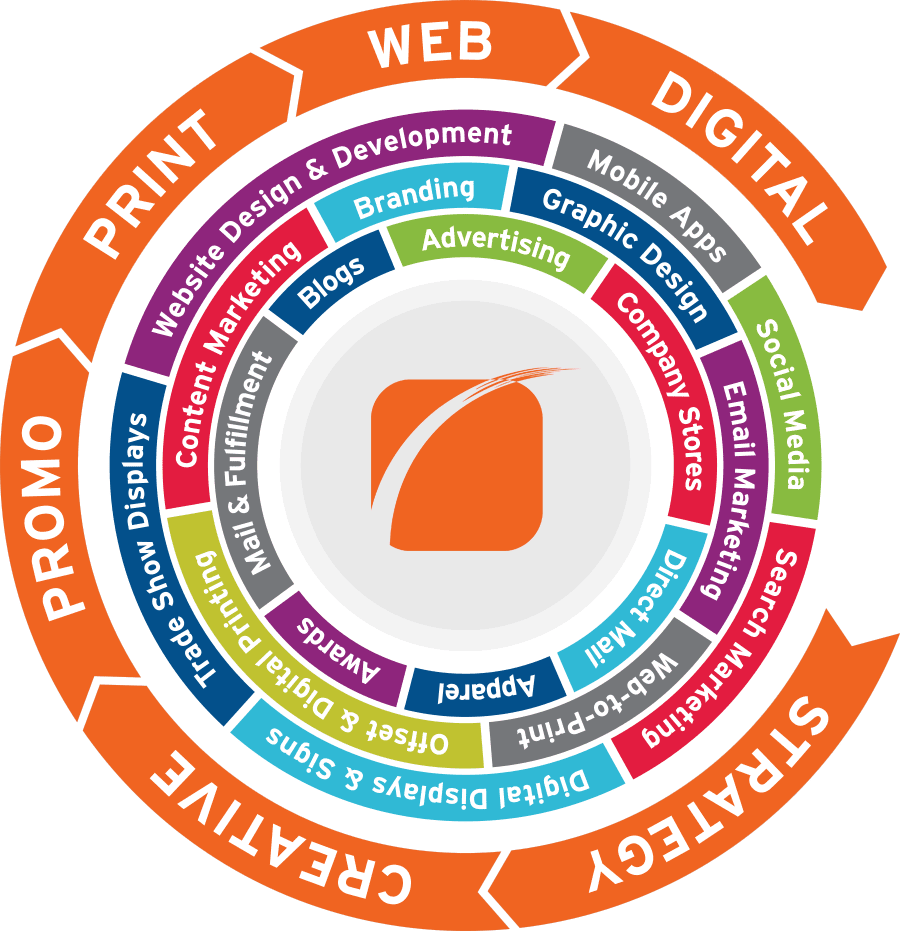 STRATEGY
CREATIVE
PROMO
PRINT
WEB
DIGITAL
Website Design & Development
Mobile Apps
Social Media
Search Marketing
Digital Displays & Signs
Trade Show Displays
Content Marketing
Branding
Graphic Design
Email Marketing
Web-to-Print
Offset & Digital Printing
Mail & Fulfillment
Blogs
Advertising
Company Stores
Direct Mail
Apparel
Awards